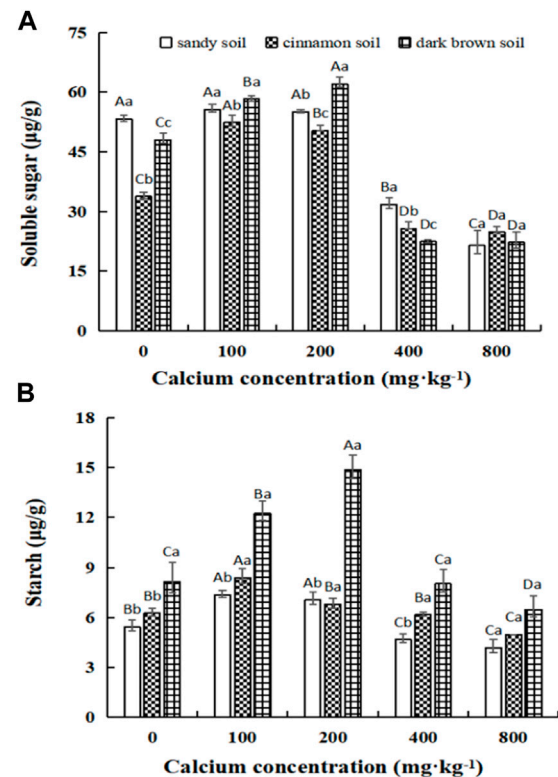 A
75
sandy soil cinnamon soil dark brown soil
60
45
30
15
0
Soluble sugar (µg/g)
Aa Cb Cc
Aa Ab Ba
Ab Bc Aa
Ba Db Dc
Ca Da Da
0 100 200 400 800
Calcium concentration (mg·kg⁻¹)
B
18
15
12
9
6
3
0
Starch (µg/g)
Bb Bb Ca
Ab Aa Ba
Ab Ba Aa
Cb Ba Ca
Ca Ca Da
0 100 200 400 800
Calcium concentration (mg·kg⁻¹)